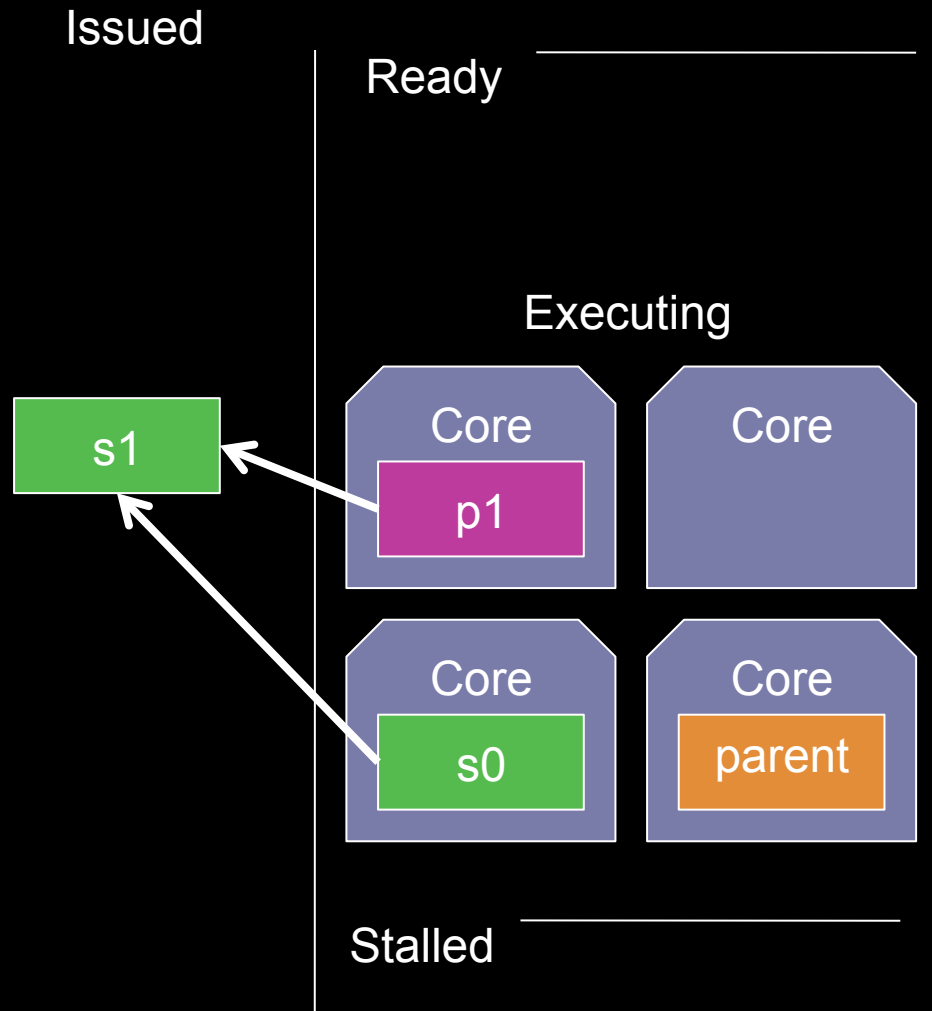 Issued
Ready
Executing
Core
Core
s1
p1
Core
Core
s0
parent
Stalled